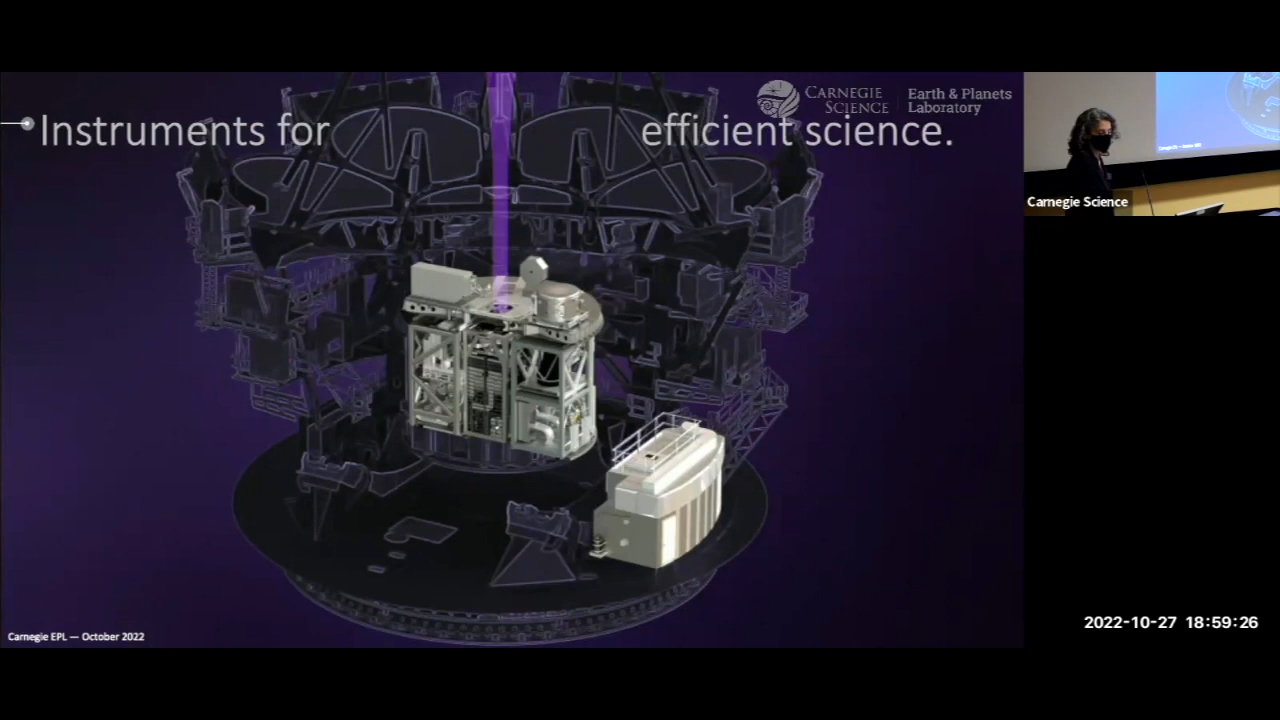 CARNEGIE
SCIENCE
Earth & Planets
Laboratory
Instruments for efficient science.
Carnegie Science
2022-10-27 18:59:26
Carnegie EPL — October 2022